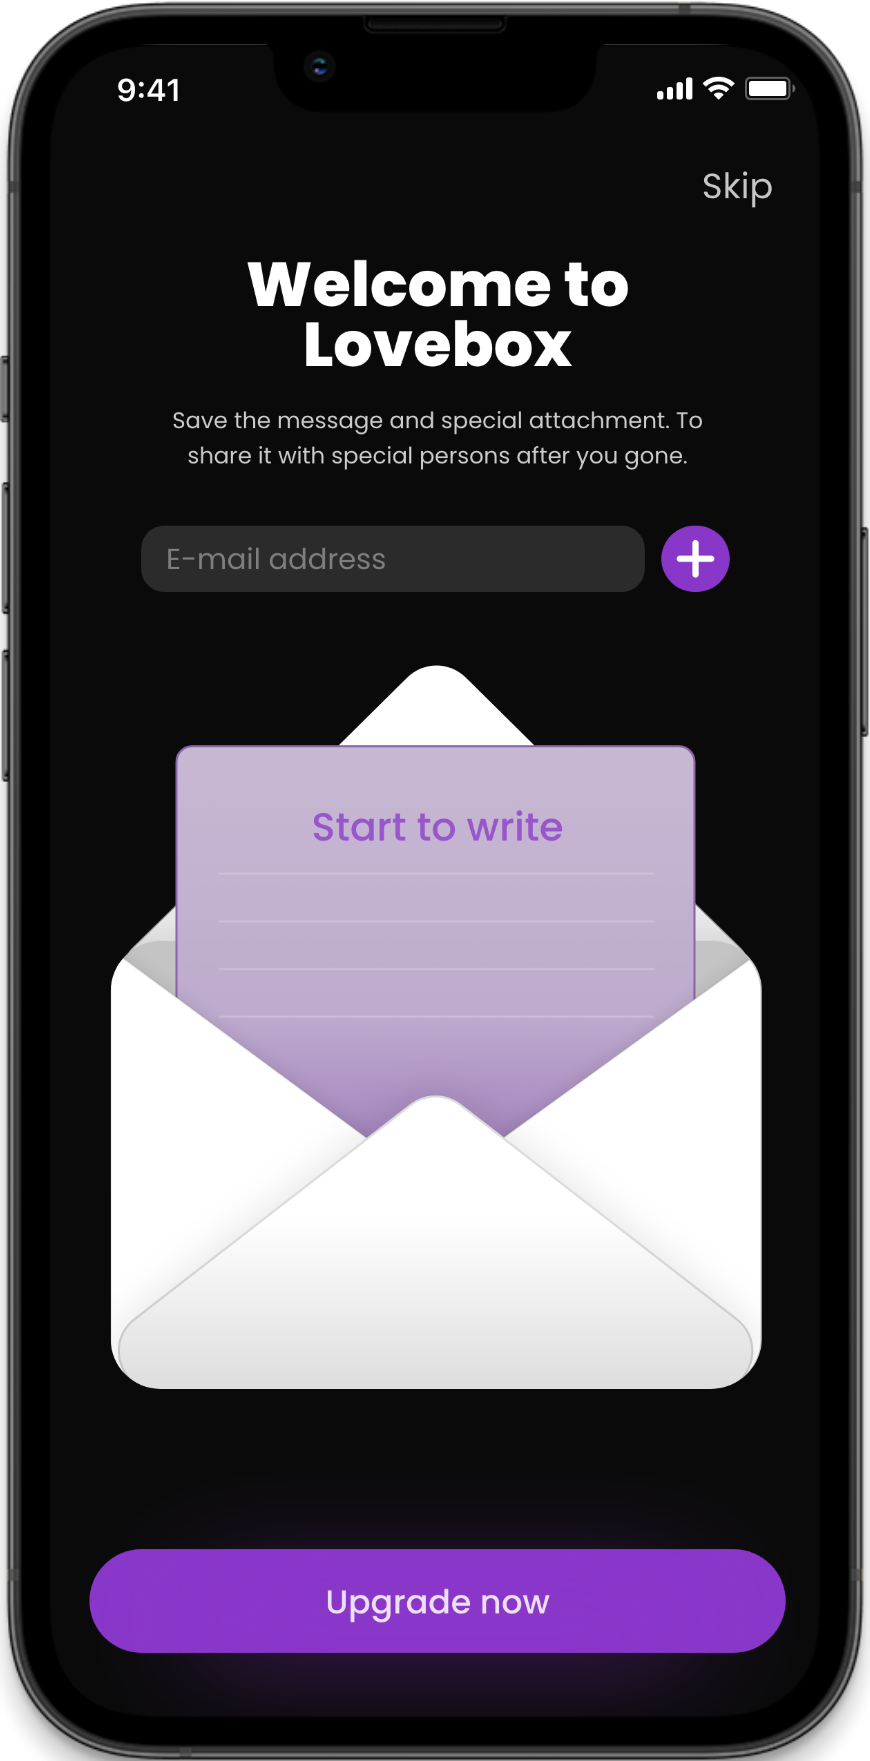 9:41
Skip
Welcome to
Lovebox
Save the message and special attachment. To
share it with special persons after you gone.
E-mail address
Start to write
Upgrade now